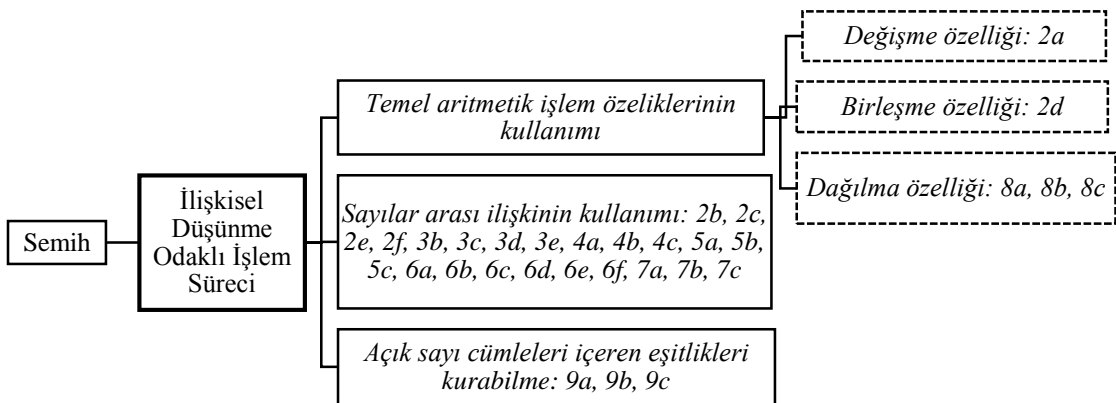 Semih
İlişkisel
Düşünme
Odaklı İşlem
Süreci
Temel aritmetik işlem özeliklerinin
kullanımı
Değişme özelliği: 2a
Birleşme özelliği: 2d
Dağılma özelliği: 8a, 8b, 8c
Sayılar arası ilişkinin kullanımı: 2b, 2c,
2e, 2f, 3b, 3c, 3d, 3e, 4a, 4b, 4c, 5a, 5b,
5c, 6a, 6b, 6c, 6d, 6e, 6f, 7a, 7b, 7c
Açık sayı cümleleri içeren eşitlikleri
kurabilme: 9a, 9b, 9c